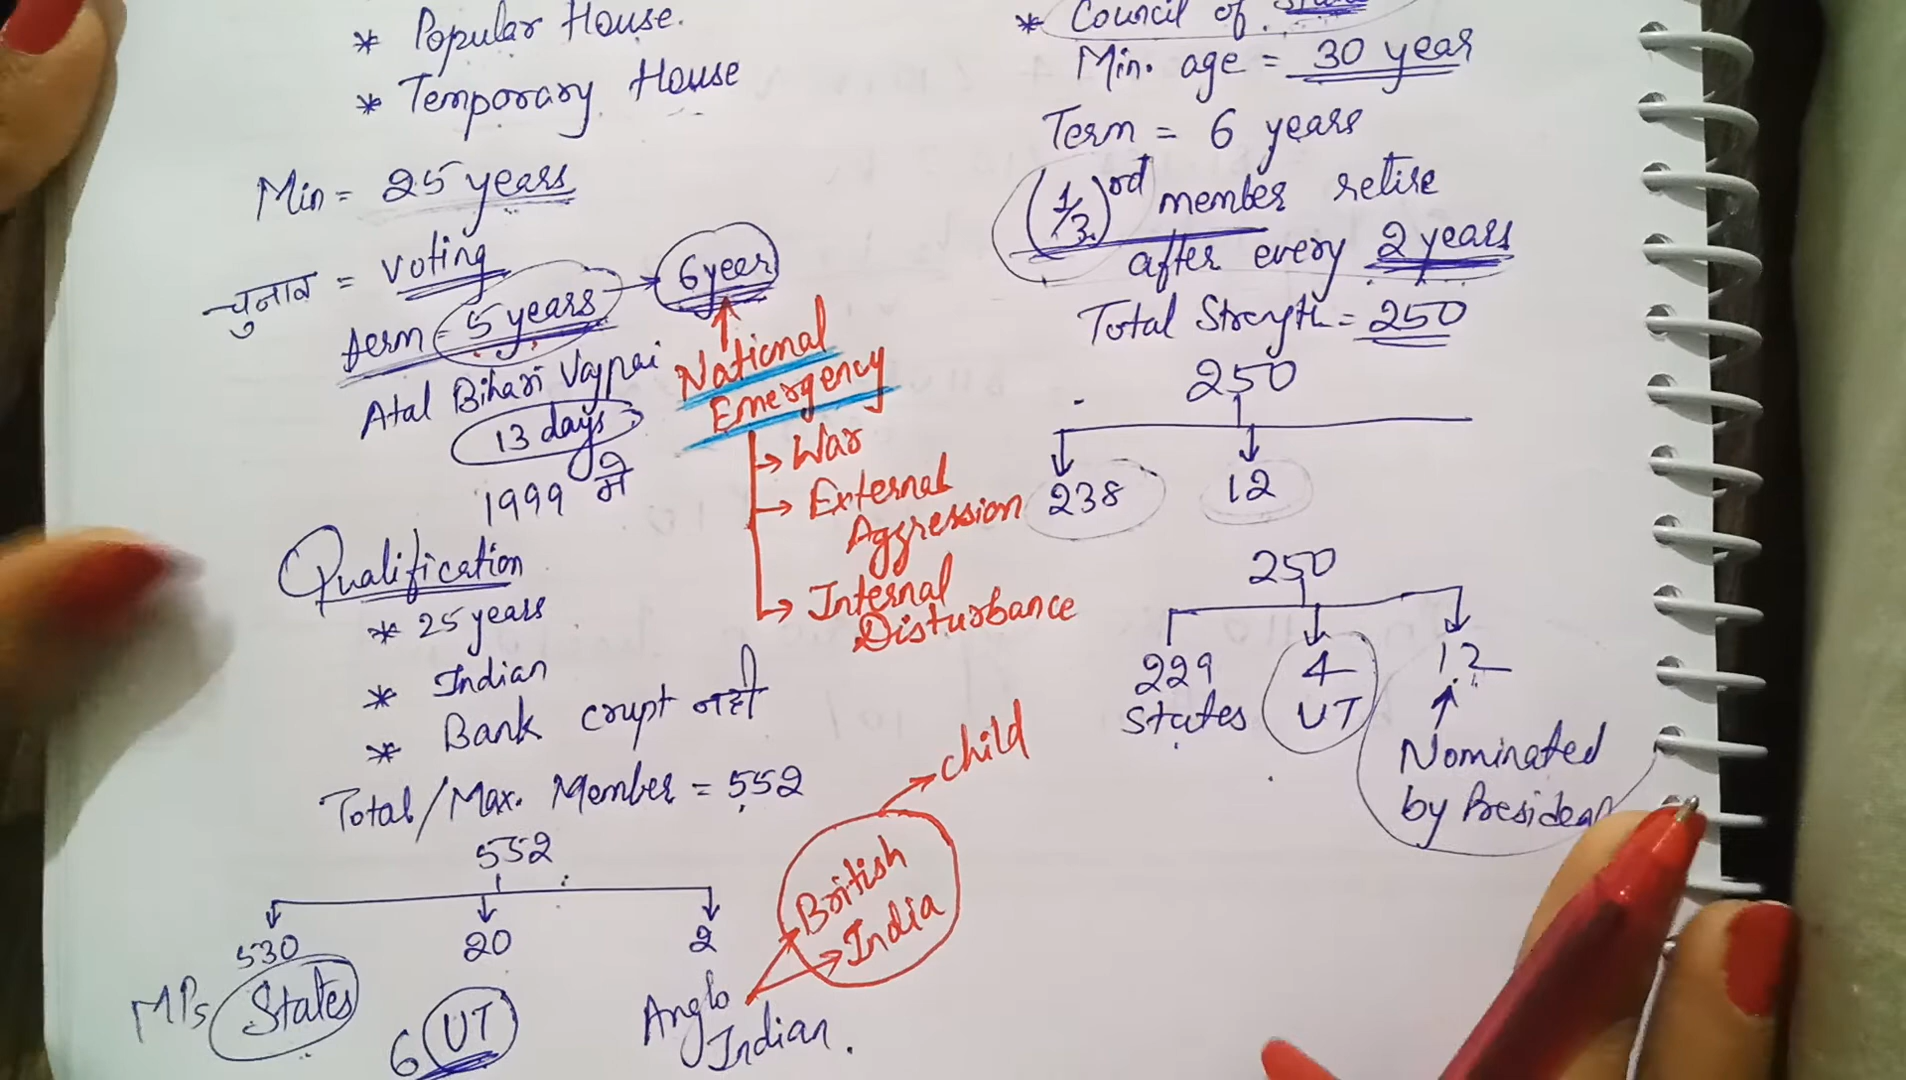 * Popular House.
* Temporary House
Min = 25 years
चुनाव = Voting
term = 5 years → 6 year
Atal Bihari Vajpai
13 days
1999 में
National
Emergency
→ War
→ External
Aggression
→ Internal
Disturbance
Qualification
* 25 years
* Indian
* Bank crupt नही
Total/Max. Member = 552
552
530 20 2
MPs States
6 UT
Anglo
Indian.
British
India
child
* Council of
Min. age = 30 year
Term = 6 years
(1/3)rd member retire
after every 2 years
Total Strength = 250
250
238 12
250
229 4 12
States UT
Nominated
by President